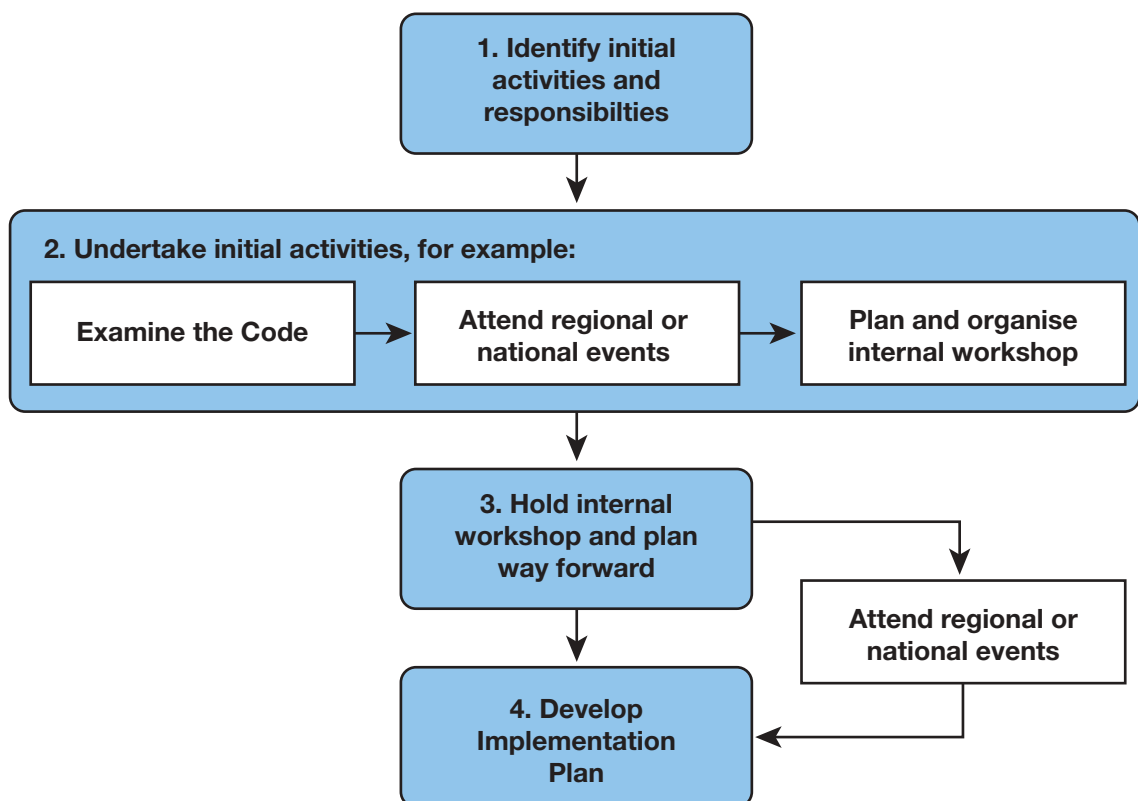 1. Identify initial
activities and
responsibilties
2. Undertake initial activities, for example:
Examine the Code
Attend regional or
national events
Plan and organise
internal workshop
3. Hold internal
workshop and plan
way forward
Attend regional or
national events
4. Develop
Implementation
Plan